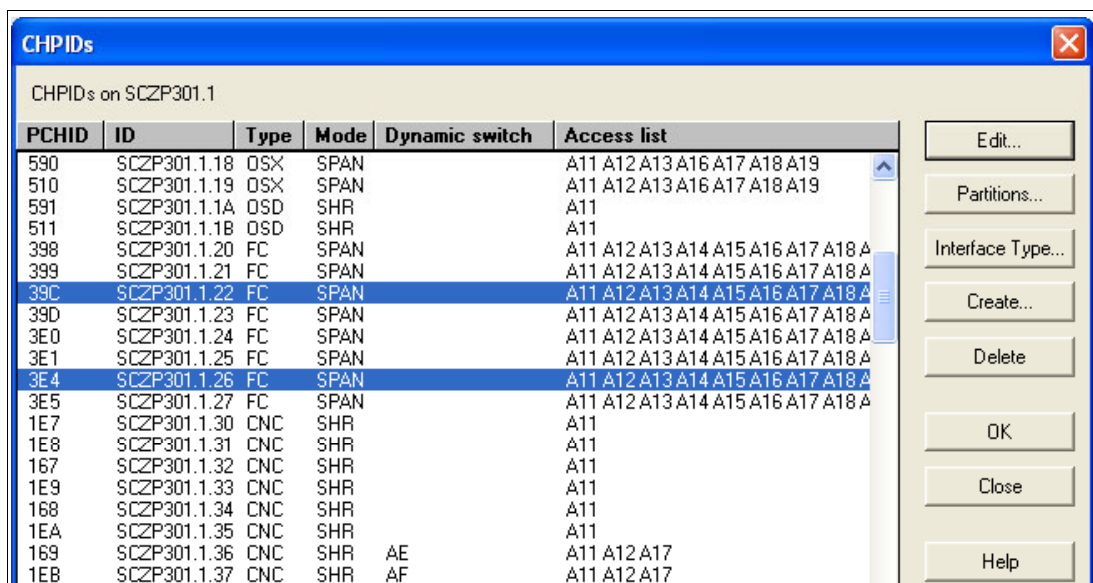 CHPIDs
CHPIDs on SCZP301.1
PCHID ID Type Mode Dynamic switch Access list
590 SCZP301.1.18 OSX SPAN A11 A12 A13 A16 A17 A18 A19
510 SCZP301.1.19 OSX SPAN A11 A12 A13 A16 A17 A18 A19
591 SCZP301.1.1A OSD SHR A11
511 SCZP301.1.1B OSD SHR A11
398 SCZP301.1.20 FC SPAN A11 A12 A13 A14 A15 A16 A17 A18 A
399 SCZP301.1.21 FC SPAN A11 A12 A13 A14 A15 A16 A17 A18 A
39C SCZP301.1.22 FC SPAN A11 A12 A13 A14 A15 A16 A17 A18 A
39D SCZP301.1.23 FC SPAN A11 A12 A13 A14 A15 A16 A17 A18 A
3E0 SCZP301.1.24 FC SPAN A11 A12 A13 A14 A15 A16 A17 A18 A
3E1 SCZP301.1.25 FC SPAN A11 A12 A13 A14 A15 A16 A17 A18 A
3E4 SCZP301.1.26 FC SPAN A11 A12 A13 A14 A15 A16 A17 A18 A
3E5 SCZP301.1.27 FC SPAN A11 A12 A13 A14 A15 A16 A17 A18 A
1E7 SCZP301.1.30 CNC SHR A11
1E8 SCZP301.1.31 CNC SHR A11
167 SCZP301.1.32 CNC SHR A11
1E9 SCZP301.1.33 CNC SHR A11
168 SCZP301.1.34 CNC SHR A11
1EA SCZP301.1.35 CNC SHR A11
169 SCZP301.1.36 CNC SHR AE A11 A12 A17
1EB SCZP301.1.37 CNC SHR AF A11 A12 A17
Edit...
Partitions...
Interface Type...
Create...
Delete
OK
Close
Help